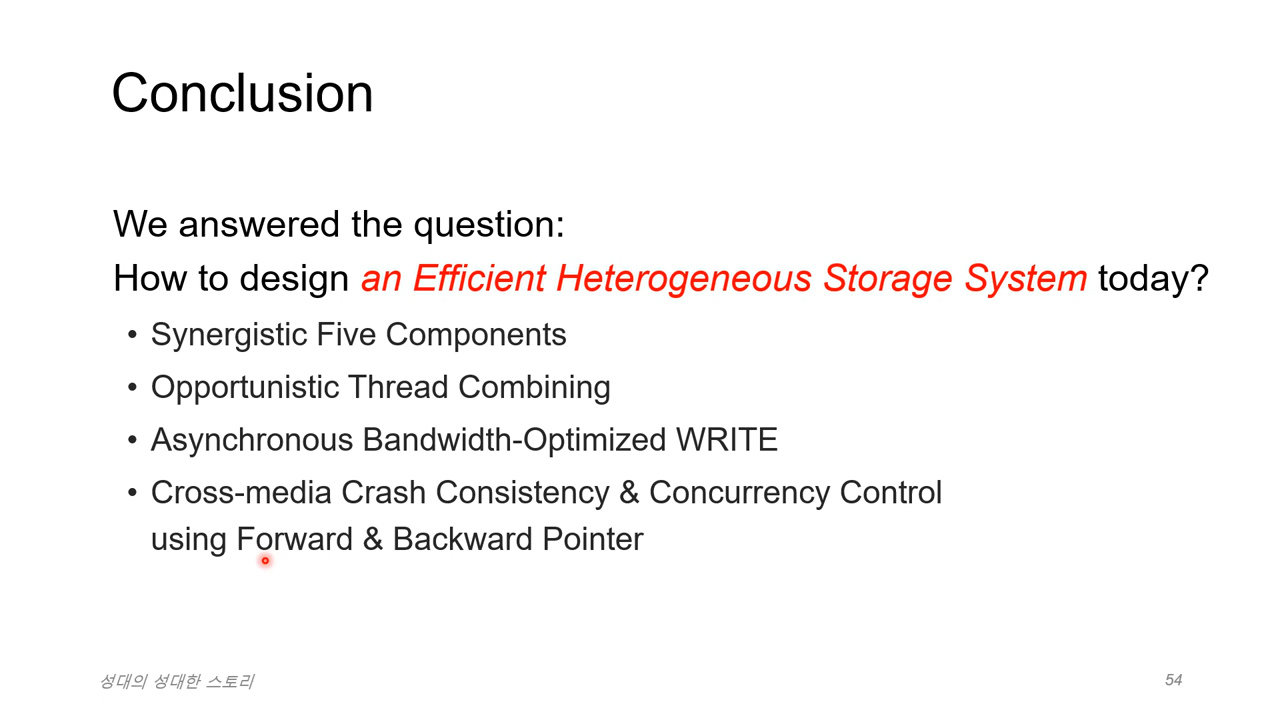 Conclusion
We answered the question:
How to design an Efficient Heterogeneous Storage System today?
• Synergistic Five Components
• Opportunistic Thread Combining
• Asynchronous Bandwidth-Optimized WRITE
• Cross-media Crash Consistency & Concurrency Control
using Forward & Backward Pointer
성대의 성대한 스토리
54